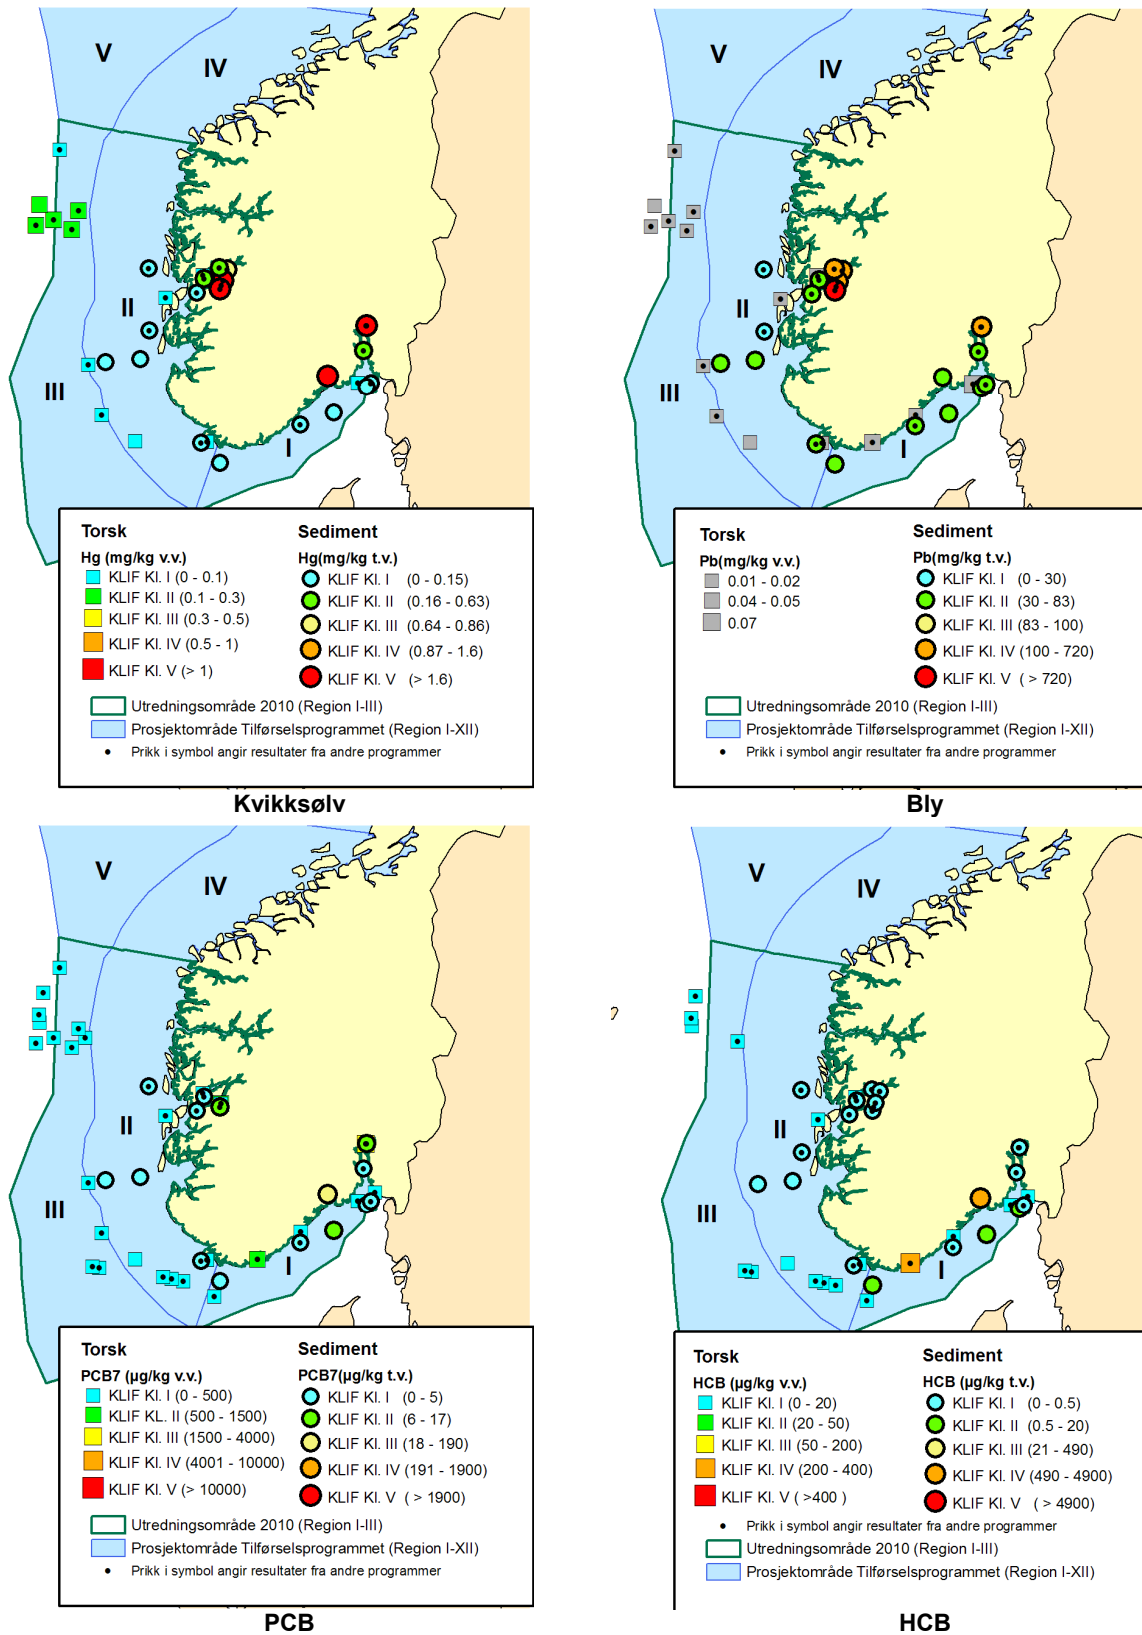 V
IV
II
III
I
Torsk
Hg (mg/kg v.v.)
KLIF Kl. I (0 - 0.1)
KLIF Kl. II (0.1 - 0.3)
KLIF Kl. III (0.3 - 0.5)
KLIF Kl. IV (0.5 - 1)
KLIF Kl. V (> 1)
Sediment
Hg(mg/kg t.v.)
KLIF Kl. I (0 - 0.15)
KLIF Kl. II (0.16 - 0.63)
KLIF Kl. III (0.64 - 0.86)
KLIF Kl. IV (0.87 - 1.6)
KLIF Kl. V (> 1.6)
Utredningsområde 2010 (Region I-III)
Prosjektområde Tilførselsprogrammet (Region I-XII)
Prikk i symbol angir resultater fra andre programmer
Kvikksølv
V
IV
II
III
I
Torsk
Pb(mg/kg v.v.)
0.01 - 0.02
0.04 - 0.05
0.07
Sediment
Pb(mg/kg t.v.)
KLIF Kl. I (0 - 30)
KLIF Kl. II (30 - 83)
KLIF Kl. III (83 - 100)
KLIF Kl. IV (100 - 720)
KLIF Kl. V ( > 720)
Utredningsområde 2010 (Region I-III)
Prosjektområde Tilførselsprogrammet (Region I-XII)
Prikk i symbol angir resultater fra andre programmer
Bly
V
IV
II
III
I
Torsk
PCB7 (µg/kg v.v.)
KLIF Kl. I (0 - 500)
KLIF KL. II (500 - 1500)
KLIF Kl. III (1500 - 4000)
KLIF Kl. IV (4001 - 10000)
KLIF Kl. V (> 10000)
Sediment
PCB7(µg/kg t.v.)
KLIF Kl. I (0 - 5)
KLIF Kl. II (6 - 17)
KLIF Kl. III (18 - 190)
KLIF Kl. IV (191 - 1900)
KLIF Kl. V ( > 1900)
Utredningsområde 2010 (Region I-III)
Prosjektområde Tilførselsprogrammet (Region I-XII)
Prikk i symbol angir resultater fra andre programmer
PCB
V
IV
II
III
I
Torsk
HCB (µg/kg v.v.)
KLIF Kl. I (0 - 20)
KLIF Kl. II (20 - 50)
KLIF Kl. III (50 - 200)
KLIF Kl. IV (200 - 400)
KLIF Kl. V ( >400 )
Sediment
HCB (µg/kg t.v.)
KLIF Kl. I (0 - 0.5)
KLIF Kl. II (0.5 - 20)
KLIF Kl. III (21 - 490)
KLIF Kl. IV (490 - 4900)
KLIF Kl. V ( > 4900)
Prikk i symbol angir resultater fra andre programmer
Utredningsområde 2010 (Region I-III)
Prosjektområde Tilførselsprogrammet (Region I-XII)
HCB